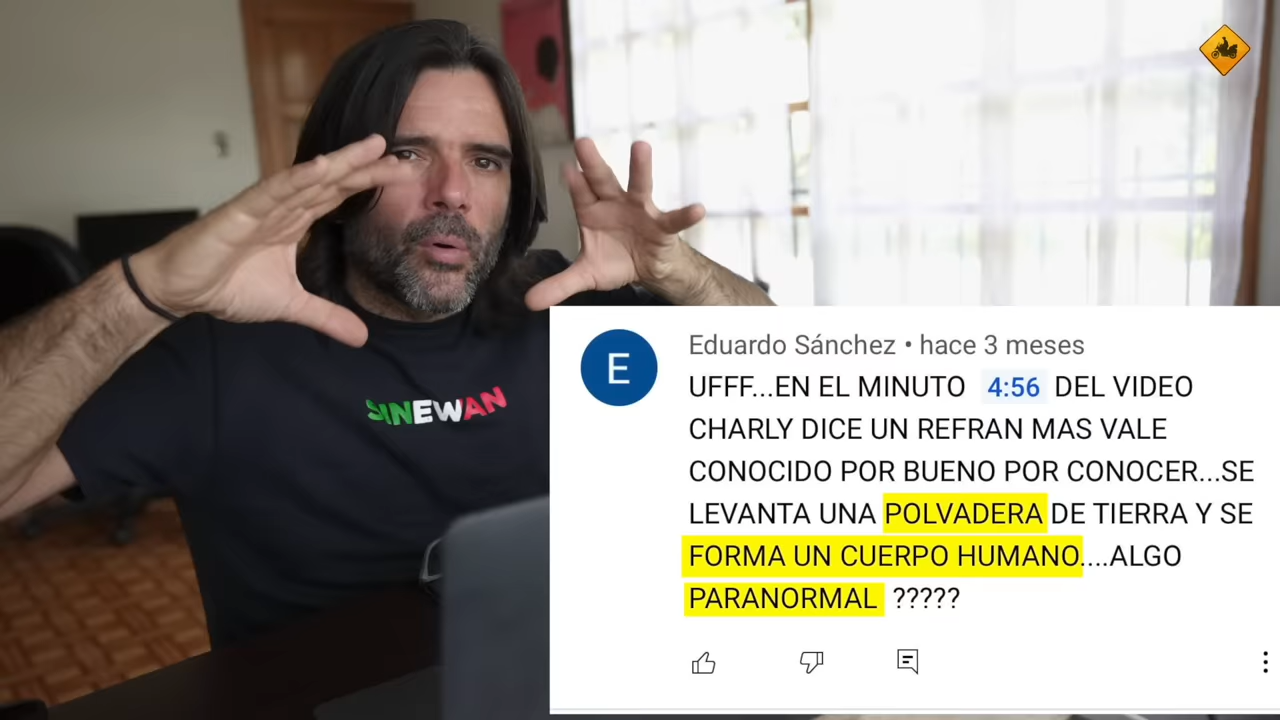 SINEWAN
E
Eduardo Sánchez • hace 3 meses
UFFF...EN EL MINUTO 4:56 DEL VIDEO
CHARLY DICE UN REFRAN MAS VALE
CONOCIDO POR BUENO POR CONOCER...SE
LEVANTA UNA POLVADERA DE TIERRA Y SE
FORMA UN CUERPO HUMANO....ALGO
PARANORMAL ?????